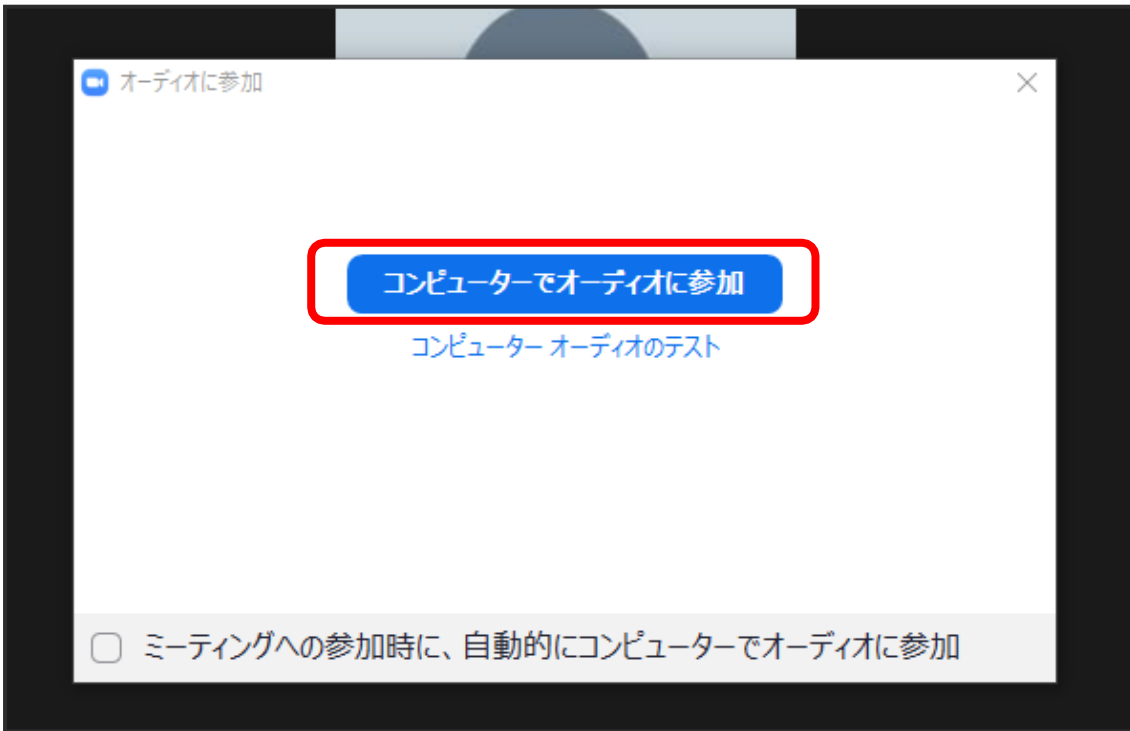 オーディオに参加
コンピューターでオーディオに参加
コンピューター オーディオのテスト
ミーティングへの参加時に、自動的にコンピューターでオーディオに参加